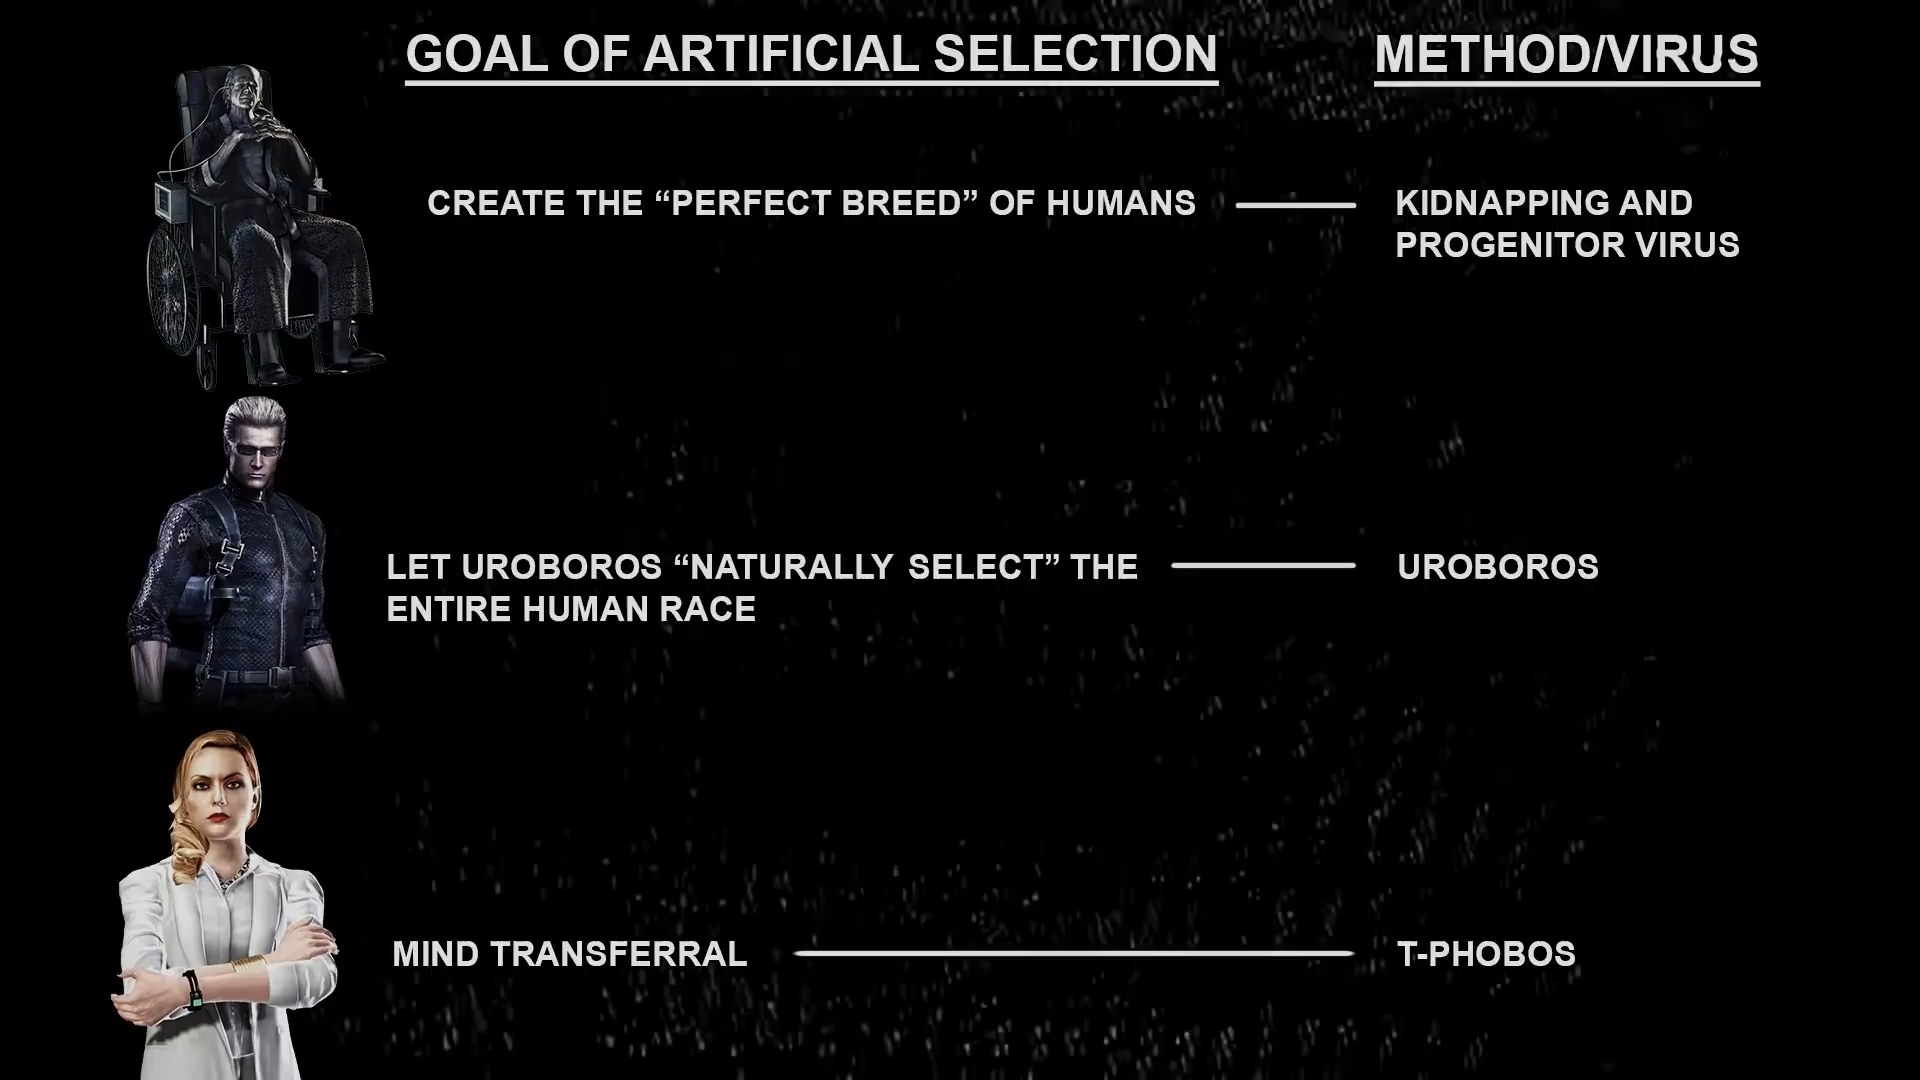 GOAL OF ARTIFICIAL SELECTION
METHOD/VIRUS
CREATE THE “PERFECT BREED” OF HUMANS
KIDNAPPING AND
PROGENITOR VIRUS
LET UROBOROS “NATURALLY SELECT” THE
ENTIRE HUMAN RACE
UROBOROS
MIND TRANSFERRAL
T-PHOBOS